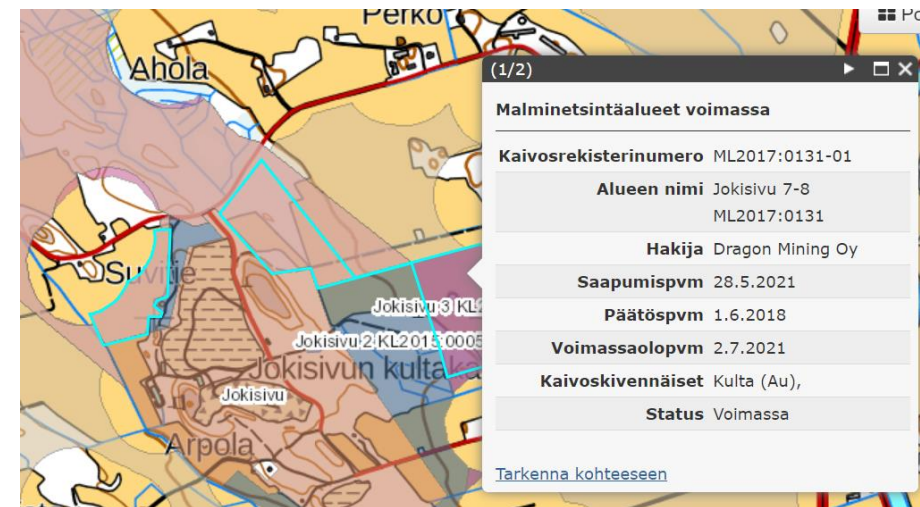 Perko
Ahola
Suvitie
Jokisivu 3 KL
Jokisivu 2 KL2015:0005
Jokisivun kultaka
Jokisivu
Arpola
(1/2)
Malminetsintäalueet voimassa
Kaivosrekisterinumero ML2017:0131-01
Alueen nimi Jokisivu 7-8
ML2017:0131
Hakija Dragon Mining Oy
Saapumispvm 28.5.2021
Päätöspvm 1.6.2018
Voimassaolopvm 2.7.2021
Kaivoskivennäiset Kulta (Au),
Status Voimassa
Tarkenna kohteeseen